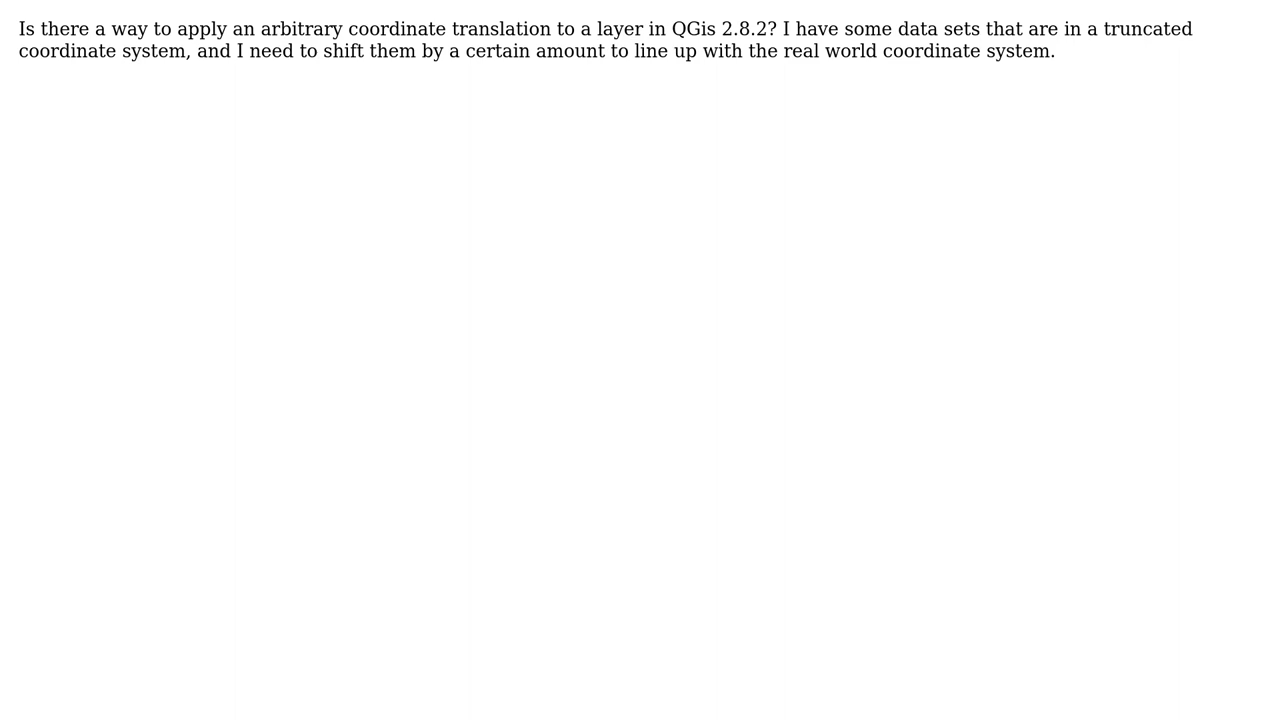 Is there a way to apply an arbitrary coordinate translation to a layer in QGis 2.8.2? I have some data sets that are in a truncated
coordinate system, and I need to shift them by a certain amount to line up with the real world coordinate system.